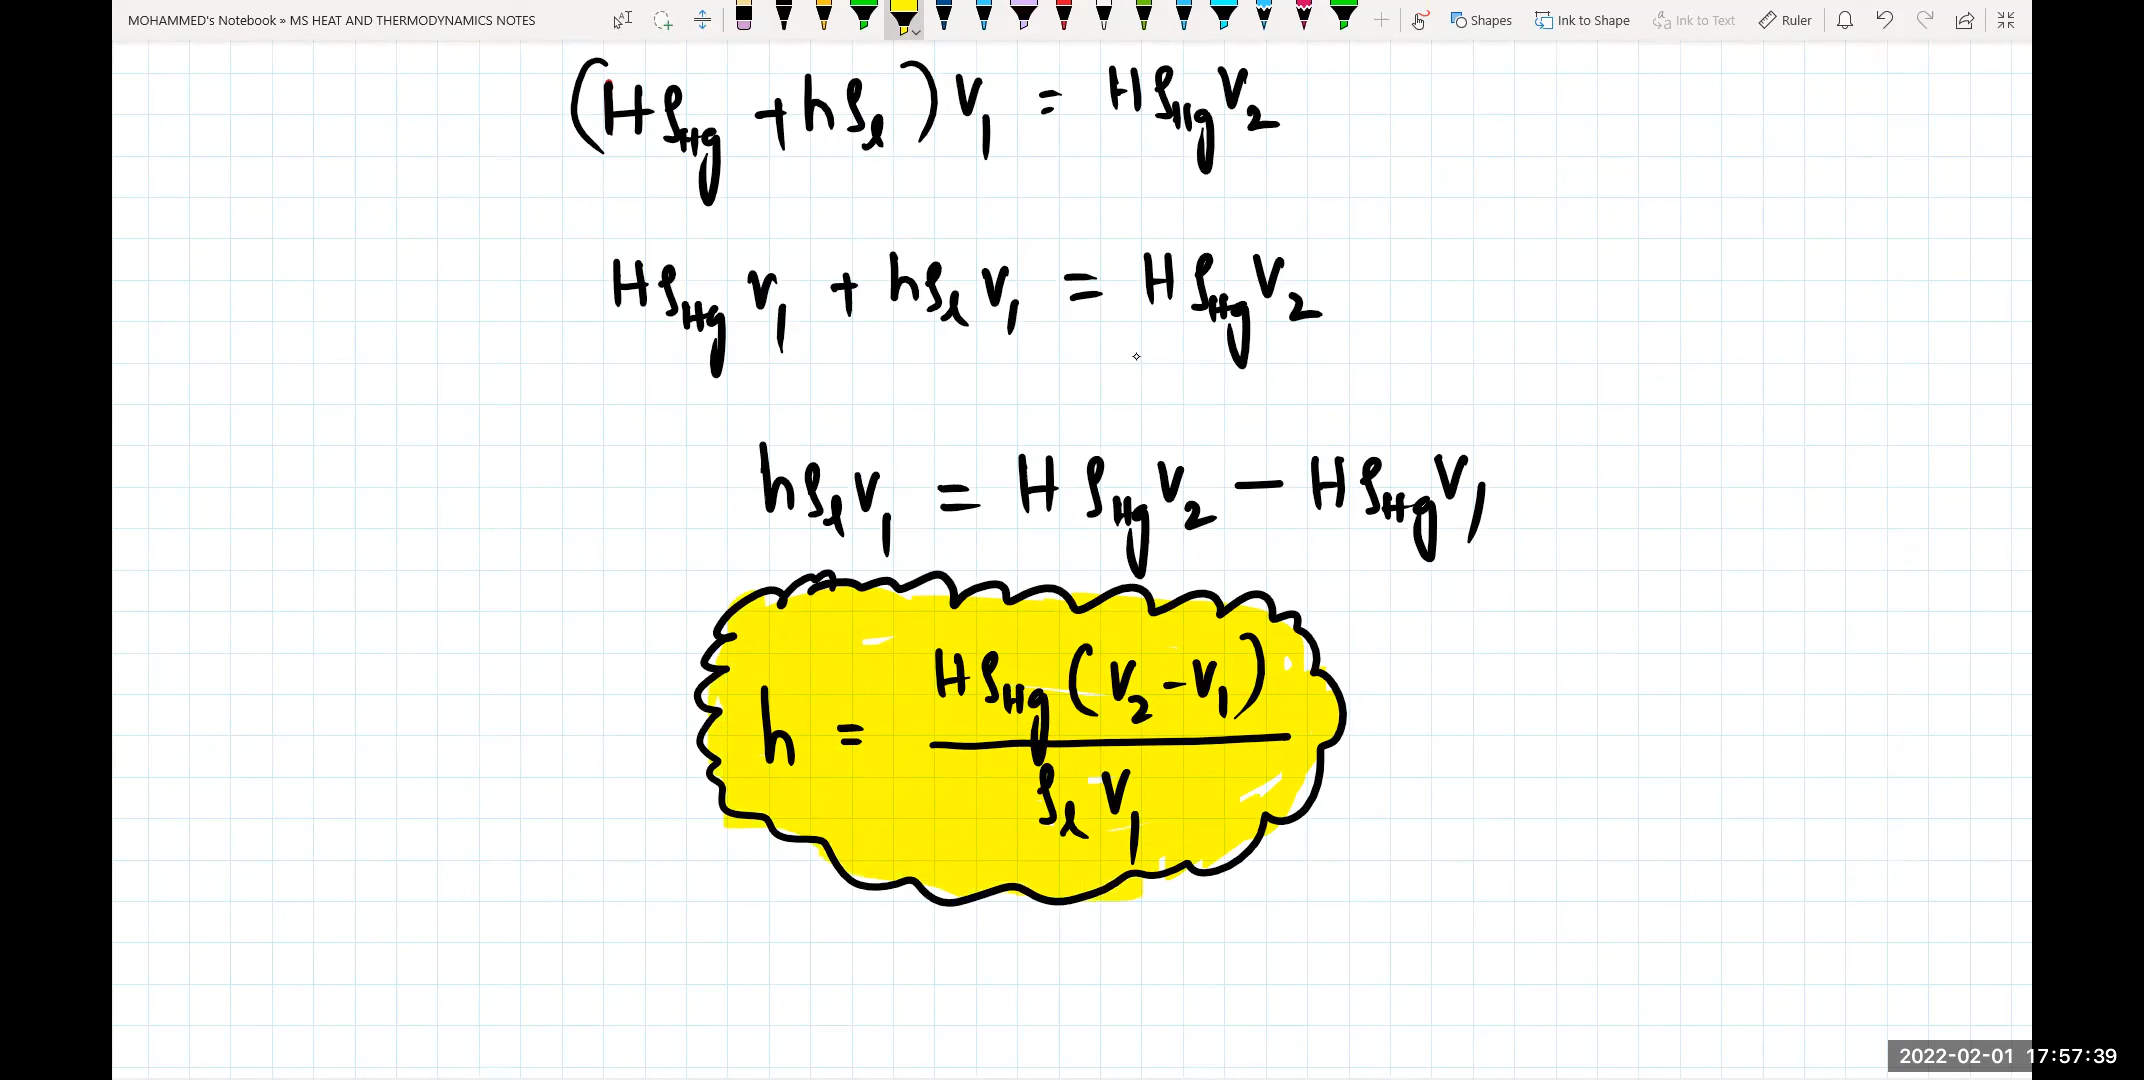 MOHAMMED's Notebook » MS HEAT AND THERMODYNAMICS NOTES
Shapes Ink to Shape Ink to Text Ruler
(Hρ_Hg + hρ_l)V_1 = Hρ_Hg V_2
Hρ_Hg V_1 + hρ_l V_1 = Hρ_Hg V_2
hρ_l V_1 = Hρ_Hg V_2 − Hρ_Hg V_1
h = Hρ_Hg (V_2 − V_1) / ρ_l V_1
2022-02-01 17:57:39